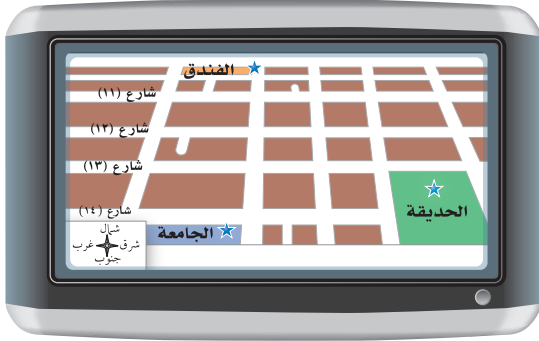 الفندق
شارع (١١)
شارع (١٢)
شارع (١٣)
الحديقة
شارع (١٤)
الجامعة
شمال
شرق
غرب
جنوب